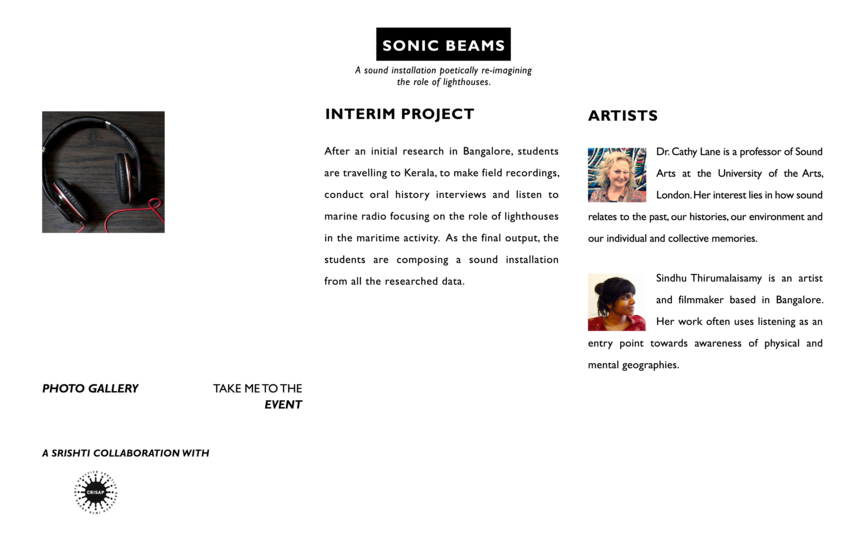 SONIC BEAMS
A sound installation poetically re-imagining
the role of lighthouses.
INTERIM PROJECT
After an initial research in Bangalore, students
are travelling to Kerala, to make field recordings,
conduct oral history interviews and listen to
marine radio focusing on the role of lighthouses
in the maritime activity. As the final output, the
students are composing a sound installation
from all the researched data.
ARTISTS
Dr. Cathy Lane is a professor of Sound
Arts at the University of the Arts,
London. Her interest lies in how sound
relates to the past, our histories, our environment and
our individual and collective memories.
Sindhu Thirumalaisamy is an artist
and filmmaker based in Bangalore.
Her work often uses listening as an
entry point towards awareness of physical and
mental geographies.
PHOTO GALLERY
TAKE ME TO THE
EVENT
A SRISHTI COLLABORATION WITH
CRISAP